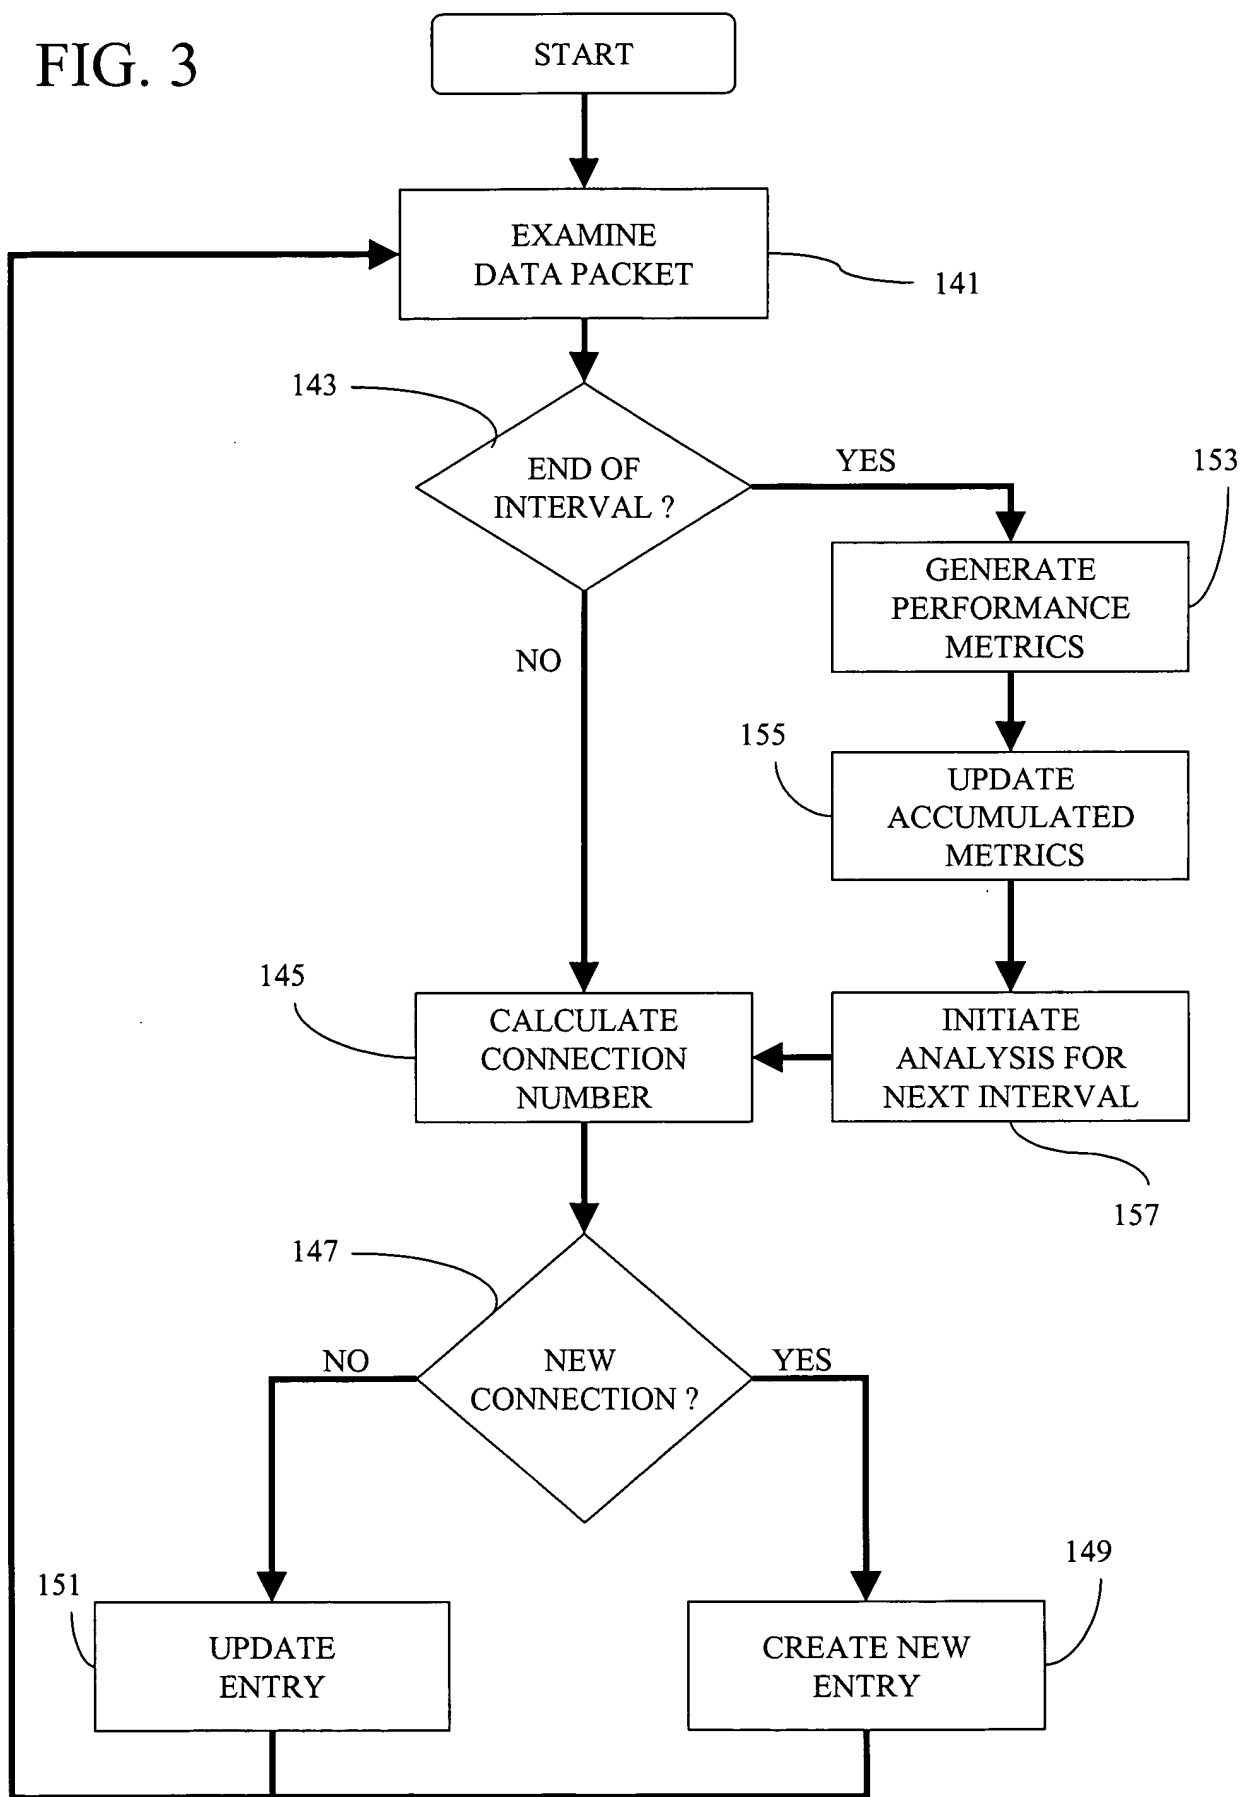 FIG. 3
START
EXAMINE
DATA PACKET
141
143
END OF
INTERVAL ?
YES
153
GENERATE
PERFORMANCE
METRICS
NO
155
UPDATE
ACCUMULATED
METRICS
145
CALCULATE
CONNECTION
NUMBER
INITIATE
ANALYSIS FOR
NEXT INTERVAL
157
147
NO
NEW
CONNECTION ?
YES
151
UPDATE
ENTRY
149
CREATE NEW
ENTRY